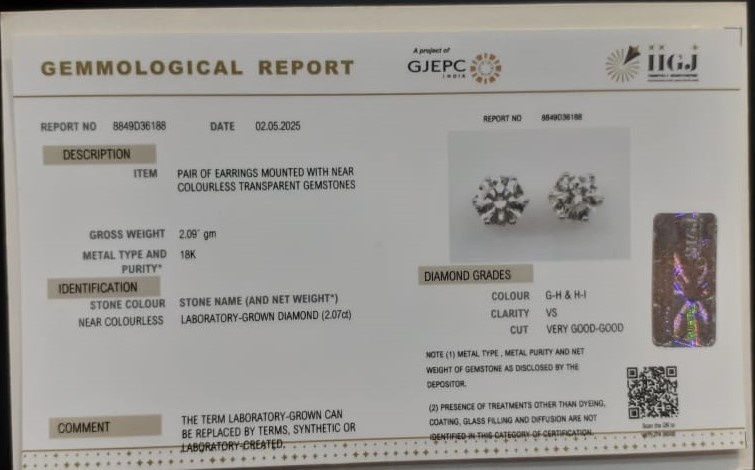 GEMMOLOGICAL REPORT
A project of
GJEPC
INDIA
IIGJ
REPORT NO 8849D36188 DATE 02.05.2025
REPORT NO 8849D36188
DESCRIPTION
ITEM PAIR OF EARRINGS MOUNTED WITH NEAR
COLOURLESS TRANSPARENT GEMSTONES
GROSS WEIGHT 2.09* gm
METAL TYPE AND 18K
PURITY*
IDENTIFICATION
STONE COLOUR STONE NAME (AND NET WEIGHT*)
NEAR COLOURLESS LABORATORY-GROWN DIAMOND (2.07ct)
COMMENT THE TERM LABORATORY-GROWN CAN
BE REPLACED BY TERMS, SYNTHETIC OR
LABORATORY-CREATED.
DIAMOND GRADES
COLOUR G-H & H-I
CLARITY VS
CUT VERY GOOD-GOOD
NOTE (1) METAL TYPE, METAL PURITY AND NET
WEIGHT OF GEMSTONE AS DISCLOSED BY THE
DEPOSITOR.
(2) PRESENCE OF TREATMENTS OTHER THAN DYEING,
COATING, GLASS FILLING AND DIFFUSION ARE NOT
IDENTIFIED IN THIS CATEGORY OF CERTIFICATION.
Scan the QR to
IIGJ